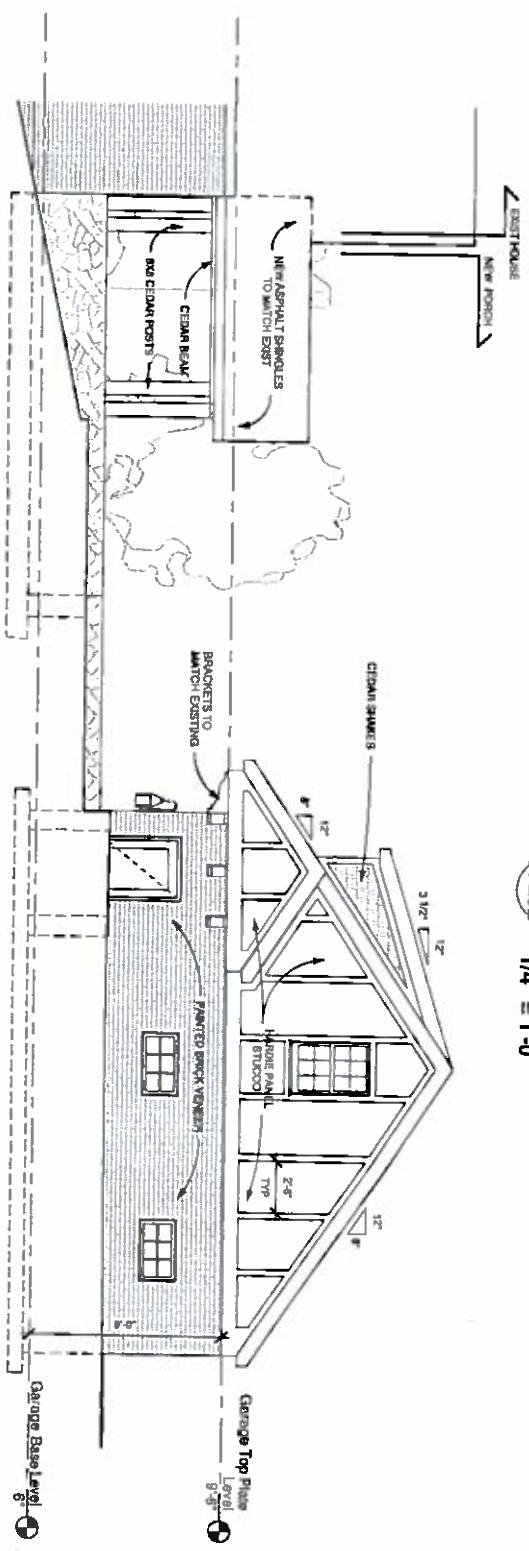 1/4" = 1'-0"
EXIST HOUSE
NEW PORCH
NEW ASPHALT SHINGLES
TO MATCH EXIST
CEDAR BEAM
8X8 CEDAR POSTS
BRACKETS TO
MATCH EXISTING
CEDAR SHAKES
8"
12"
3 1/2"
12"
HARDIE PANEL
STUCCO
PAINTED BRICK VENEER
2'-8"
TYP
12"
8"
Garage Top Plate
Level
9'-6"
Garage Base Level
6"